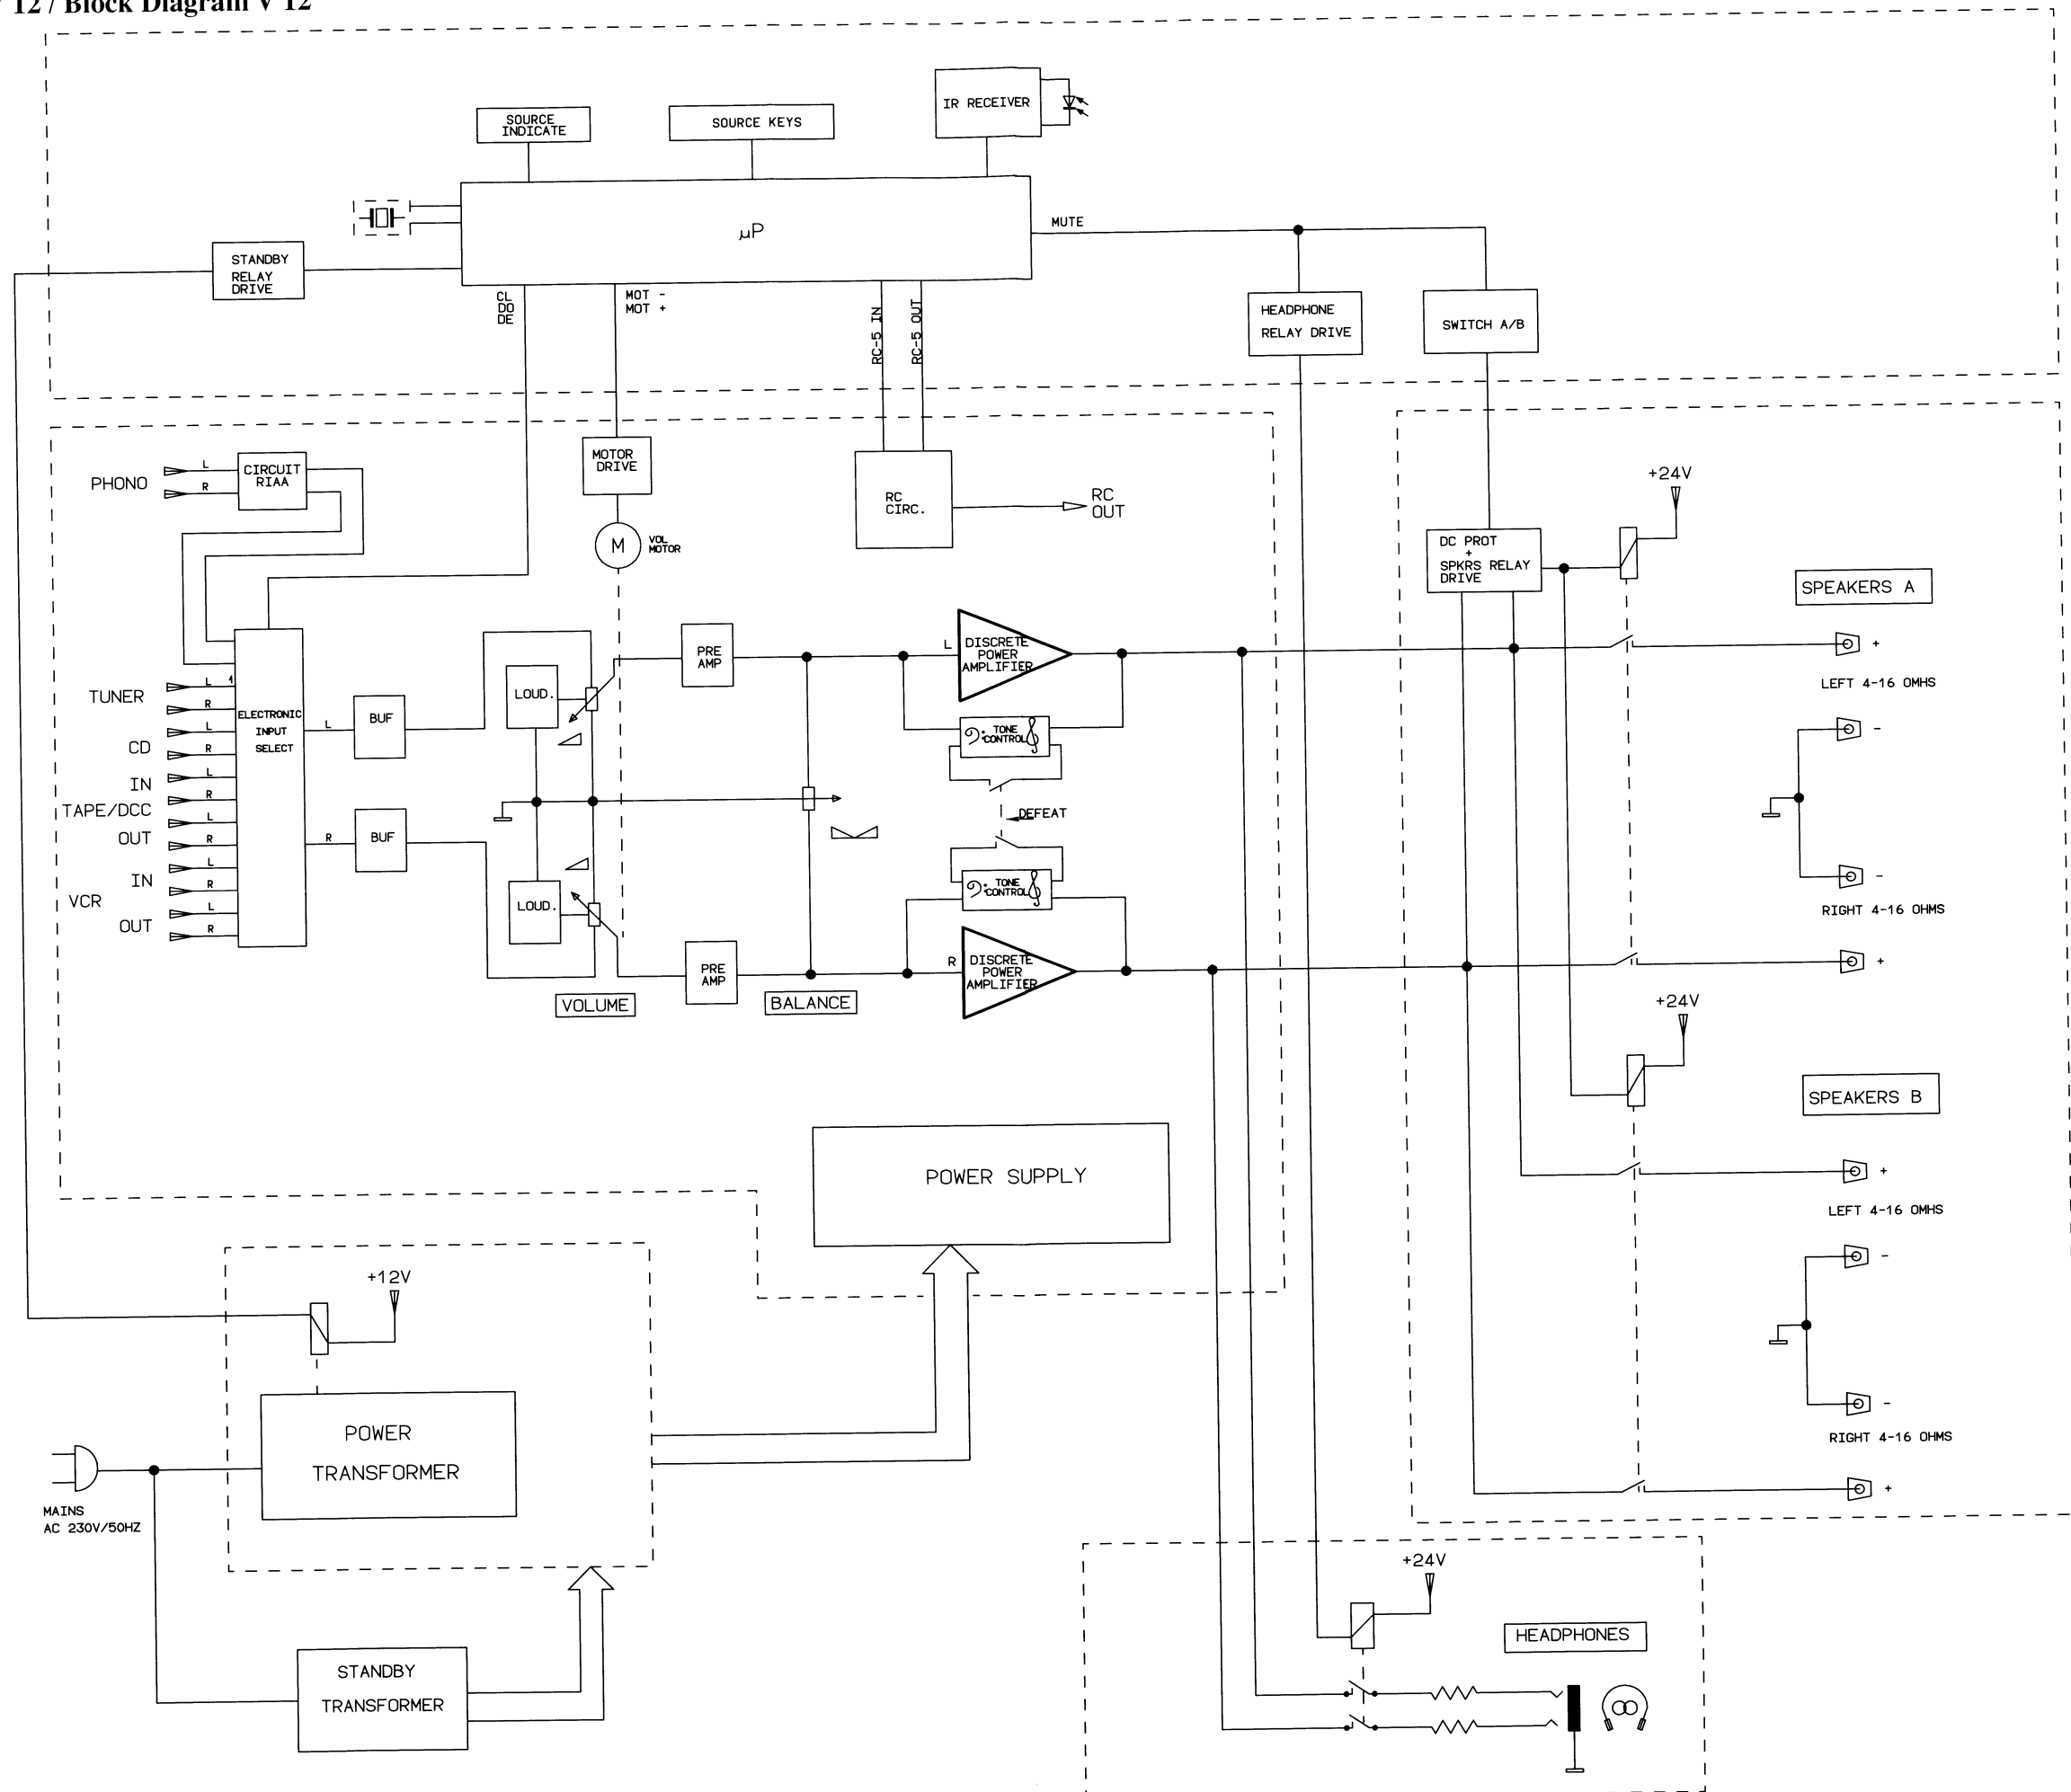 12 / Block Diagram V 12
IR RECEIVER
SOURCE
INDICATE
SOURCE KEYS
µP
MUTE
STANDBY
RELAY
DRIVE
CL
DO
DE
MOT -
MOT +
RC-5 IN
RC-5 OUT
HEADPHONE
RELAY DRIVE
SWITCH A/B
PHONO
L
R
CIRCUIT
RIAA
MOTOR
DRIVE
M
VOL
MOTOR
RC
CIRC.
RC
OUT
+24V
DC PROT
+
SPKRS RELAY
DRIVE
SPEAKERS A
+
LEFT 4-16 OMHS
-
-
RIGHT 4-16 OHMS
+
TUNER
L
1
R
CD
L
R
IN
L
R
TAPE/DCC
OUT
L
R
IN
L
R
VCR
OUT
L
R
ELECTRONIC
INPUT
SELECT
L
BUF
R
BUF
LOUD.
LOUD.
PRE
AMP
L
DISCRETE
POWER
AMPLIFIER
TONE
CONTROL
DEFEAT
TONE
CONTROL
R
DISCRETE
POWER
AMPLIFIER
PRE
AMP
VOLUME
BALANCE
+24V
SPEAKERS B
+
LEFT 4-16 OMHS
-
-
RIGHT 4-16 OHMS
+
POWER SUPPLY
+12V
POWER
TRANSFORMER
MAINS
AC 230V/50HZ
STANDBY
TRANSFORMER
+24V
HEADPHONES